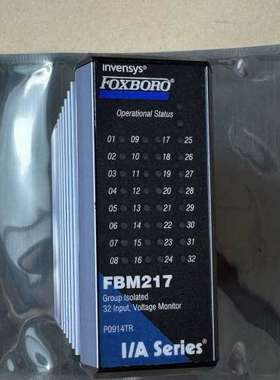 invensys®
FOXBORO®
Operational Status
01 09 17 25
02 10 18 26
03 11 19 27
04 12 20 28
05 13 21 29
06 14 22 30
07 15 23 31
08 16 24 32
FBM217
Group Isolated
32 Input, Voltage Monitor
P0914TR
I/A Series®